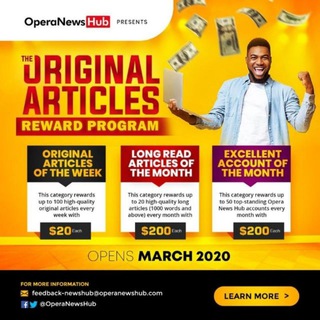 OperaNewsHub PRESENTS
THE ORIGINAL
ARTICLES
REWARD PROGRAM
ORIGINAL
ARTICLES
OF THE WEEK
This category rewards
up to 100 high-quality
original articles every
week with
$20 Each
LONG READ
ARTICLES OF
THE MONTH
This category rewards
up to 20 high-quality long
articles (1000 words and
above) every month with
$200 Each
EXCELLENT
ACCOUNT OF
THE MONTH
This category rewards up
to 50 top-standing Opera
News Hub accounts every
month with
$200 Each
OPENS MARCH 2020
FOR MORE INFORMATION
feedback-newshub@operanewshub.com
@OperaNewsHub
LEARN MORE >